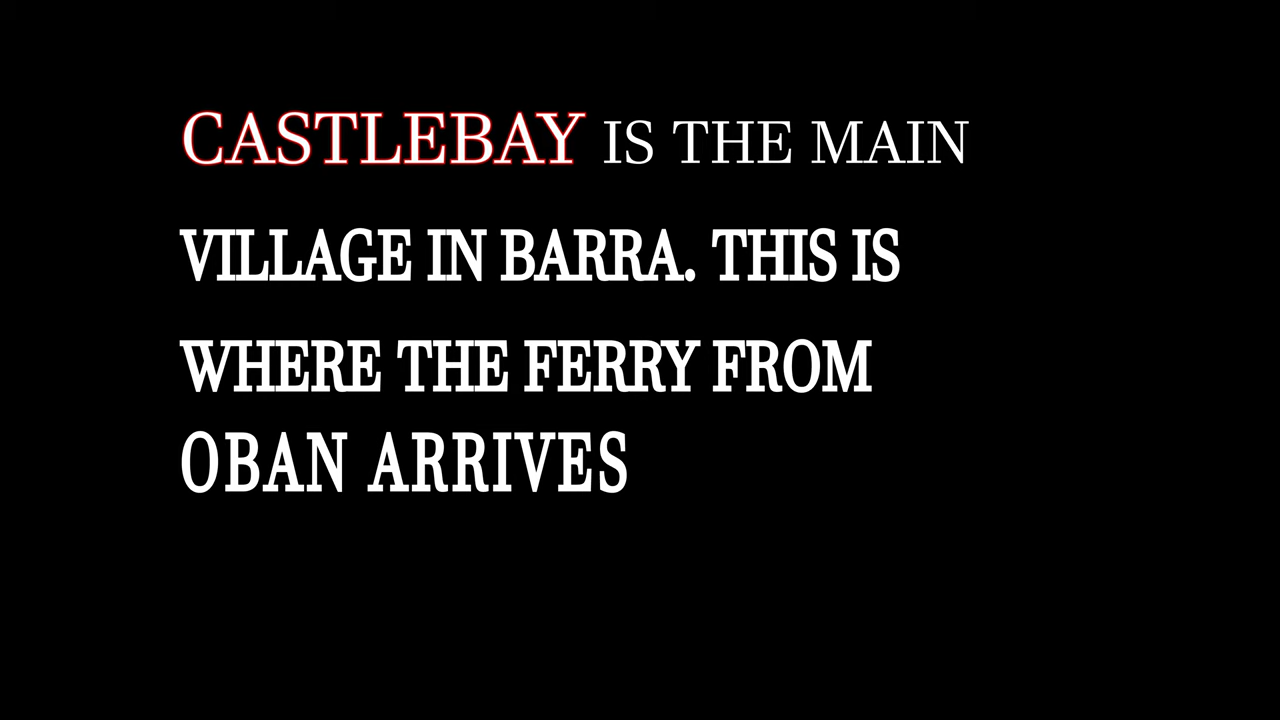 CASTLEBAY IS THE MAIN
VILLAGE IN BARRA. THIS IS
WHERE THE FERRY FROM
OBAN ARRIVES